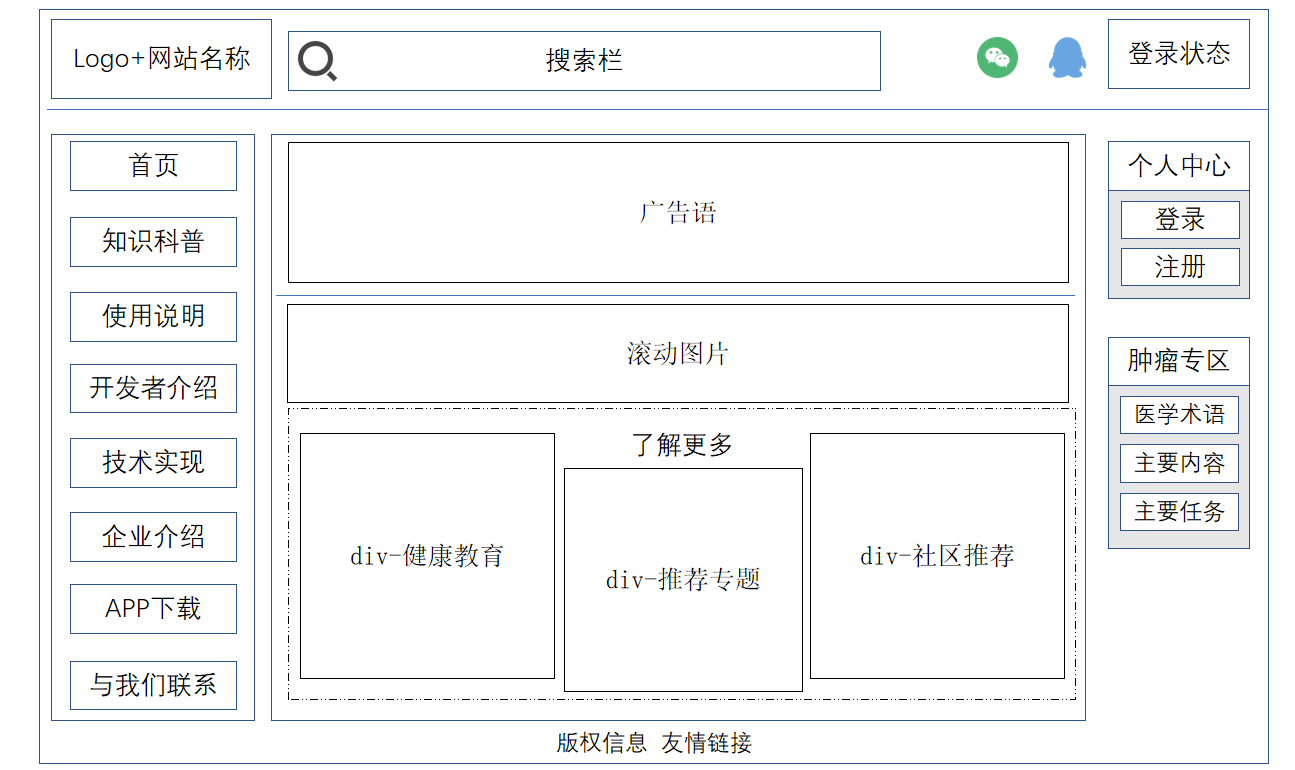 Logo+网站名称
搜索栏
登录状态
首页
知识科普
使用说明
开发者介绍
技术实现
企业介绍
APP下载
与我们联系
广告语
滚动图片
了解更多
div-健康教育
div-推荐专题
div-社区推荐
个人中心
登录
注册
肿瘤专区
医学术语
主要内容
主要任务
版权信息 友情链接